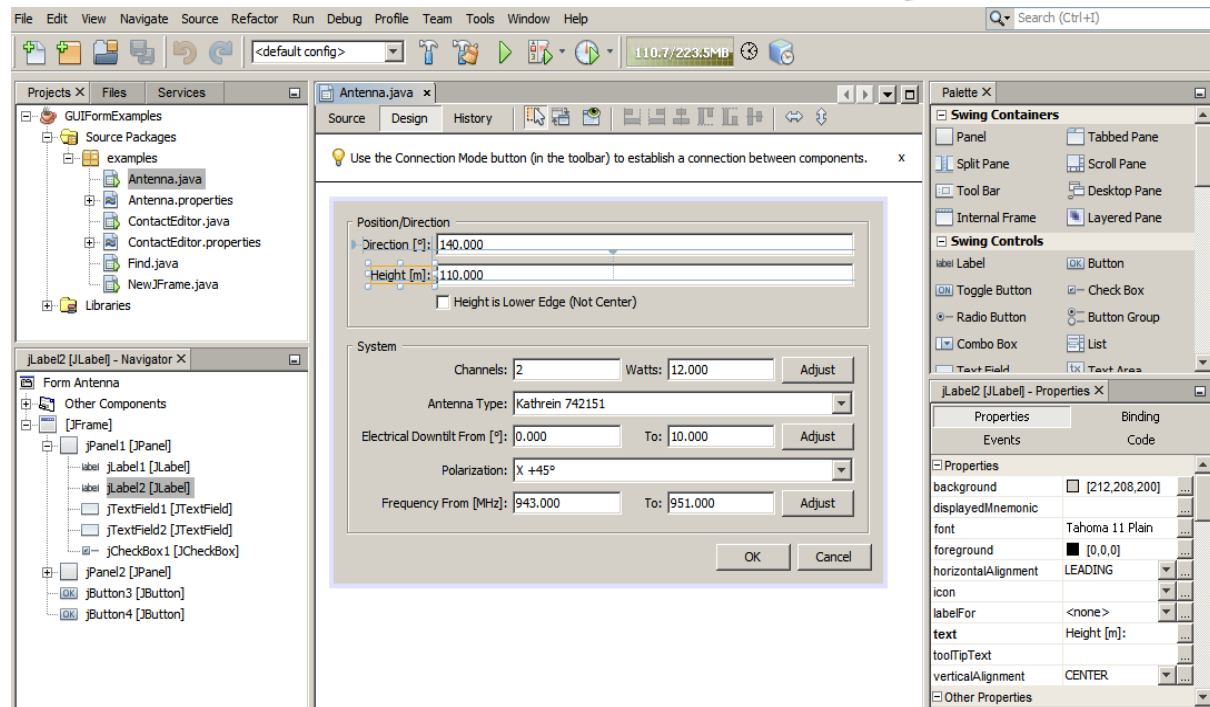 File Edit View Navigate Source Refactor Run Debug Profile Team Tools Window Help
Search (Ctrl+I)
<default config>
110.7/223.5MB
Projects Files Services
GUIFormExamples
Source Packages
examples
Antenna.java
Antenna.properties
ContactEditor.java
ContactEditor.properties
Find.java
NewJFrame.java
Libraries
jLabel2 [JLabel] - Navigator
Form Antenna
Other Components
[JFrame]
jPanel1 [JPanel]
label jLabel1 [JLabel]
label jLabel2 [JLabel]
jTextField1 [JTextField]
jTextField2 [JTextField]
jCheckBox1 [JCheckBox]
jPanel2 [JPanel]
OK jButton3 [JButton]
OK jButton4 [JButton]
Antenna.java
Source Design History
Use the Connection Mode button (in the toolbar) to establish a connection between components. x
Position/Direction
Direction [º]: 140.000
Height [m]: 110.000
Height is Lower Edge (Not Center)
System
Channels: 2 Watts: 12.000 Adjust
Antenna Type: Kathrein 742151
Electrical Downtilt From [º]: 0.000 To: 10.000 Adjust
Polarization: X +45°
Frequency From [MHz]: 943.000 To: 951.000 Adjust
OK Cancel
Palette
Swing Containers
Panel Tabbed Pane
Split Pane Scroll Pane
Tool Bar Desktop Pane
Internal Frame Layered Pane
Swing Controls
label Label OK Button
ON Toggle Button Check Box
Radio Button Button Group
Combo Box List
Text Field Text Area
jLabel2 [JLabel] - Properties
Properties Binding
Events Code
Properties
background [212,208,200] ...
displayedMnemonic ...
font Tahoma 11 Plain ...
foreground [0,0,0] ...
horizontalAlignment LEADING ...
icon ...
labelFor <none> ...
text Height [m]: ...
toolTipText ...
verticalAlignment CENTER ...
Other Properties